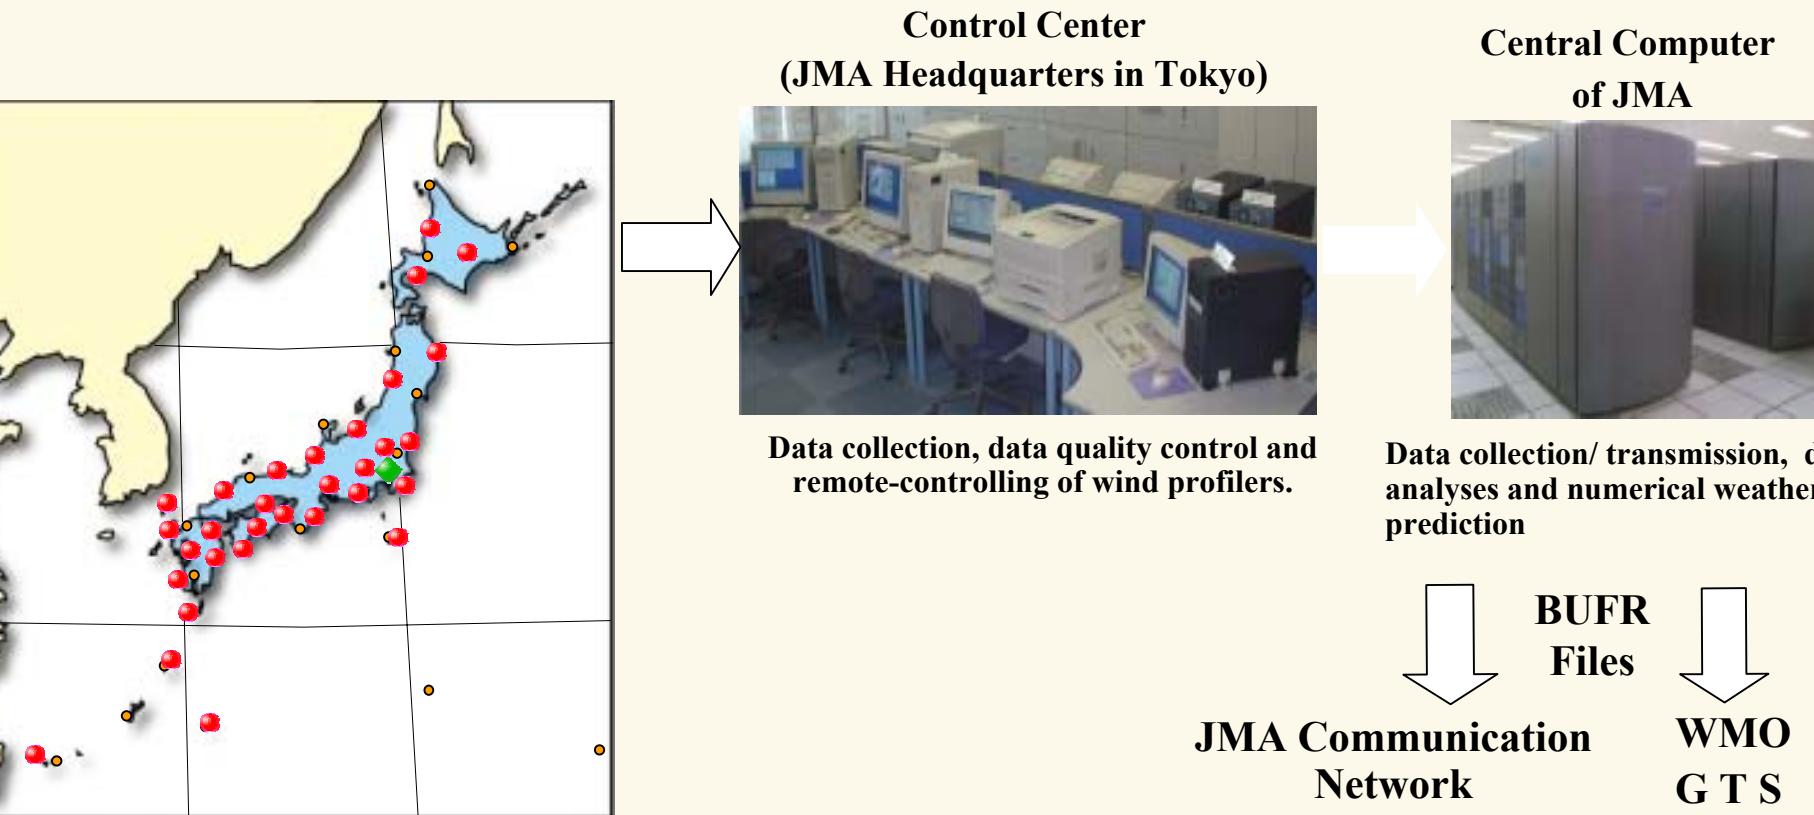 Control Center
(JMA Headquarters in Tokyo)
Central Computer
of JMA
Data collection, data quality control and
remote-controlling of wind profilers.
Data collection/ transmission,
analyses and numerical weather
prediction
BUFR
Files
JMA Communication
Network
WMO
G T S